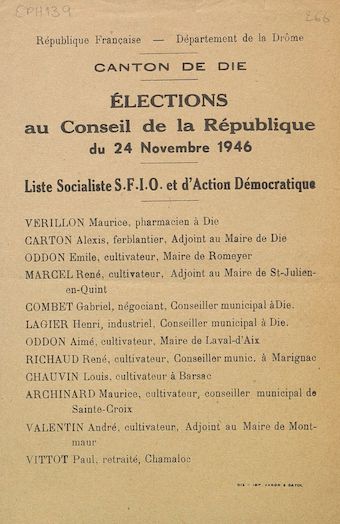 EPH139
E66
République Française — Département de la Drôme
CANTON DE DIE
ÉLECTIONS
au Conseil de la République
du 24 Novembre 1946
Liste Socialiste S.F.I.O. et d'Action Démocratique
VERILLON Maurice, pharmacien à Die
CARTON Alexis, ferblantier, Adjoint au Maire de Die
ODDON Emile, cultivateur, Maire de Romeyer
MARCEL René, cultivateur, Adjoint au Maire de St-Julien-
en-Quint
COMBET Gabriel, négociant, Conseiller municipal àDie.
LAGIER Henri, industriel, Conseiller municipal à Die.
ODDON Aimé, cultivateur, Maire de Laval-d'Aix
RICHAUD René, cultivateur, Conseiller munic. à Marignac
CHAUVIN Louis, cultivateur à Barsac
ARCHINARD Maurice, cultivateur, conseiller municipal de
Sainte-Croix
VALENTIN André, cultivateur, Adjoint au Maire de Mont-
maur
VITTOT Paul, retraité, Chamaloc
DIE - IMP.